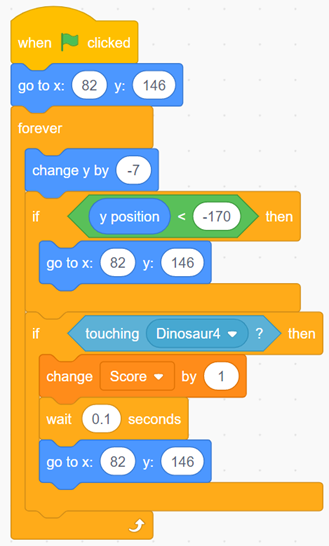 when clicked
go to x: 82 y: 146
forever
change y by -7
if y position < -170 then
go to x: 82 y: 146
if touching Dinosaur4 ? then
change Score by 1
wait 0.1 seconds
go to x: 82 y: 146